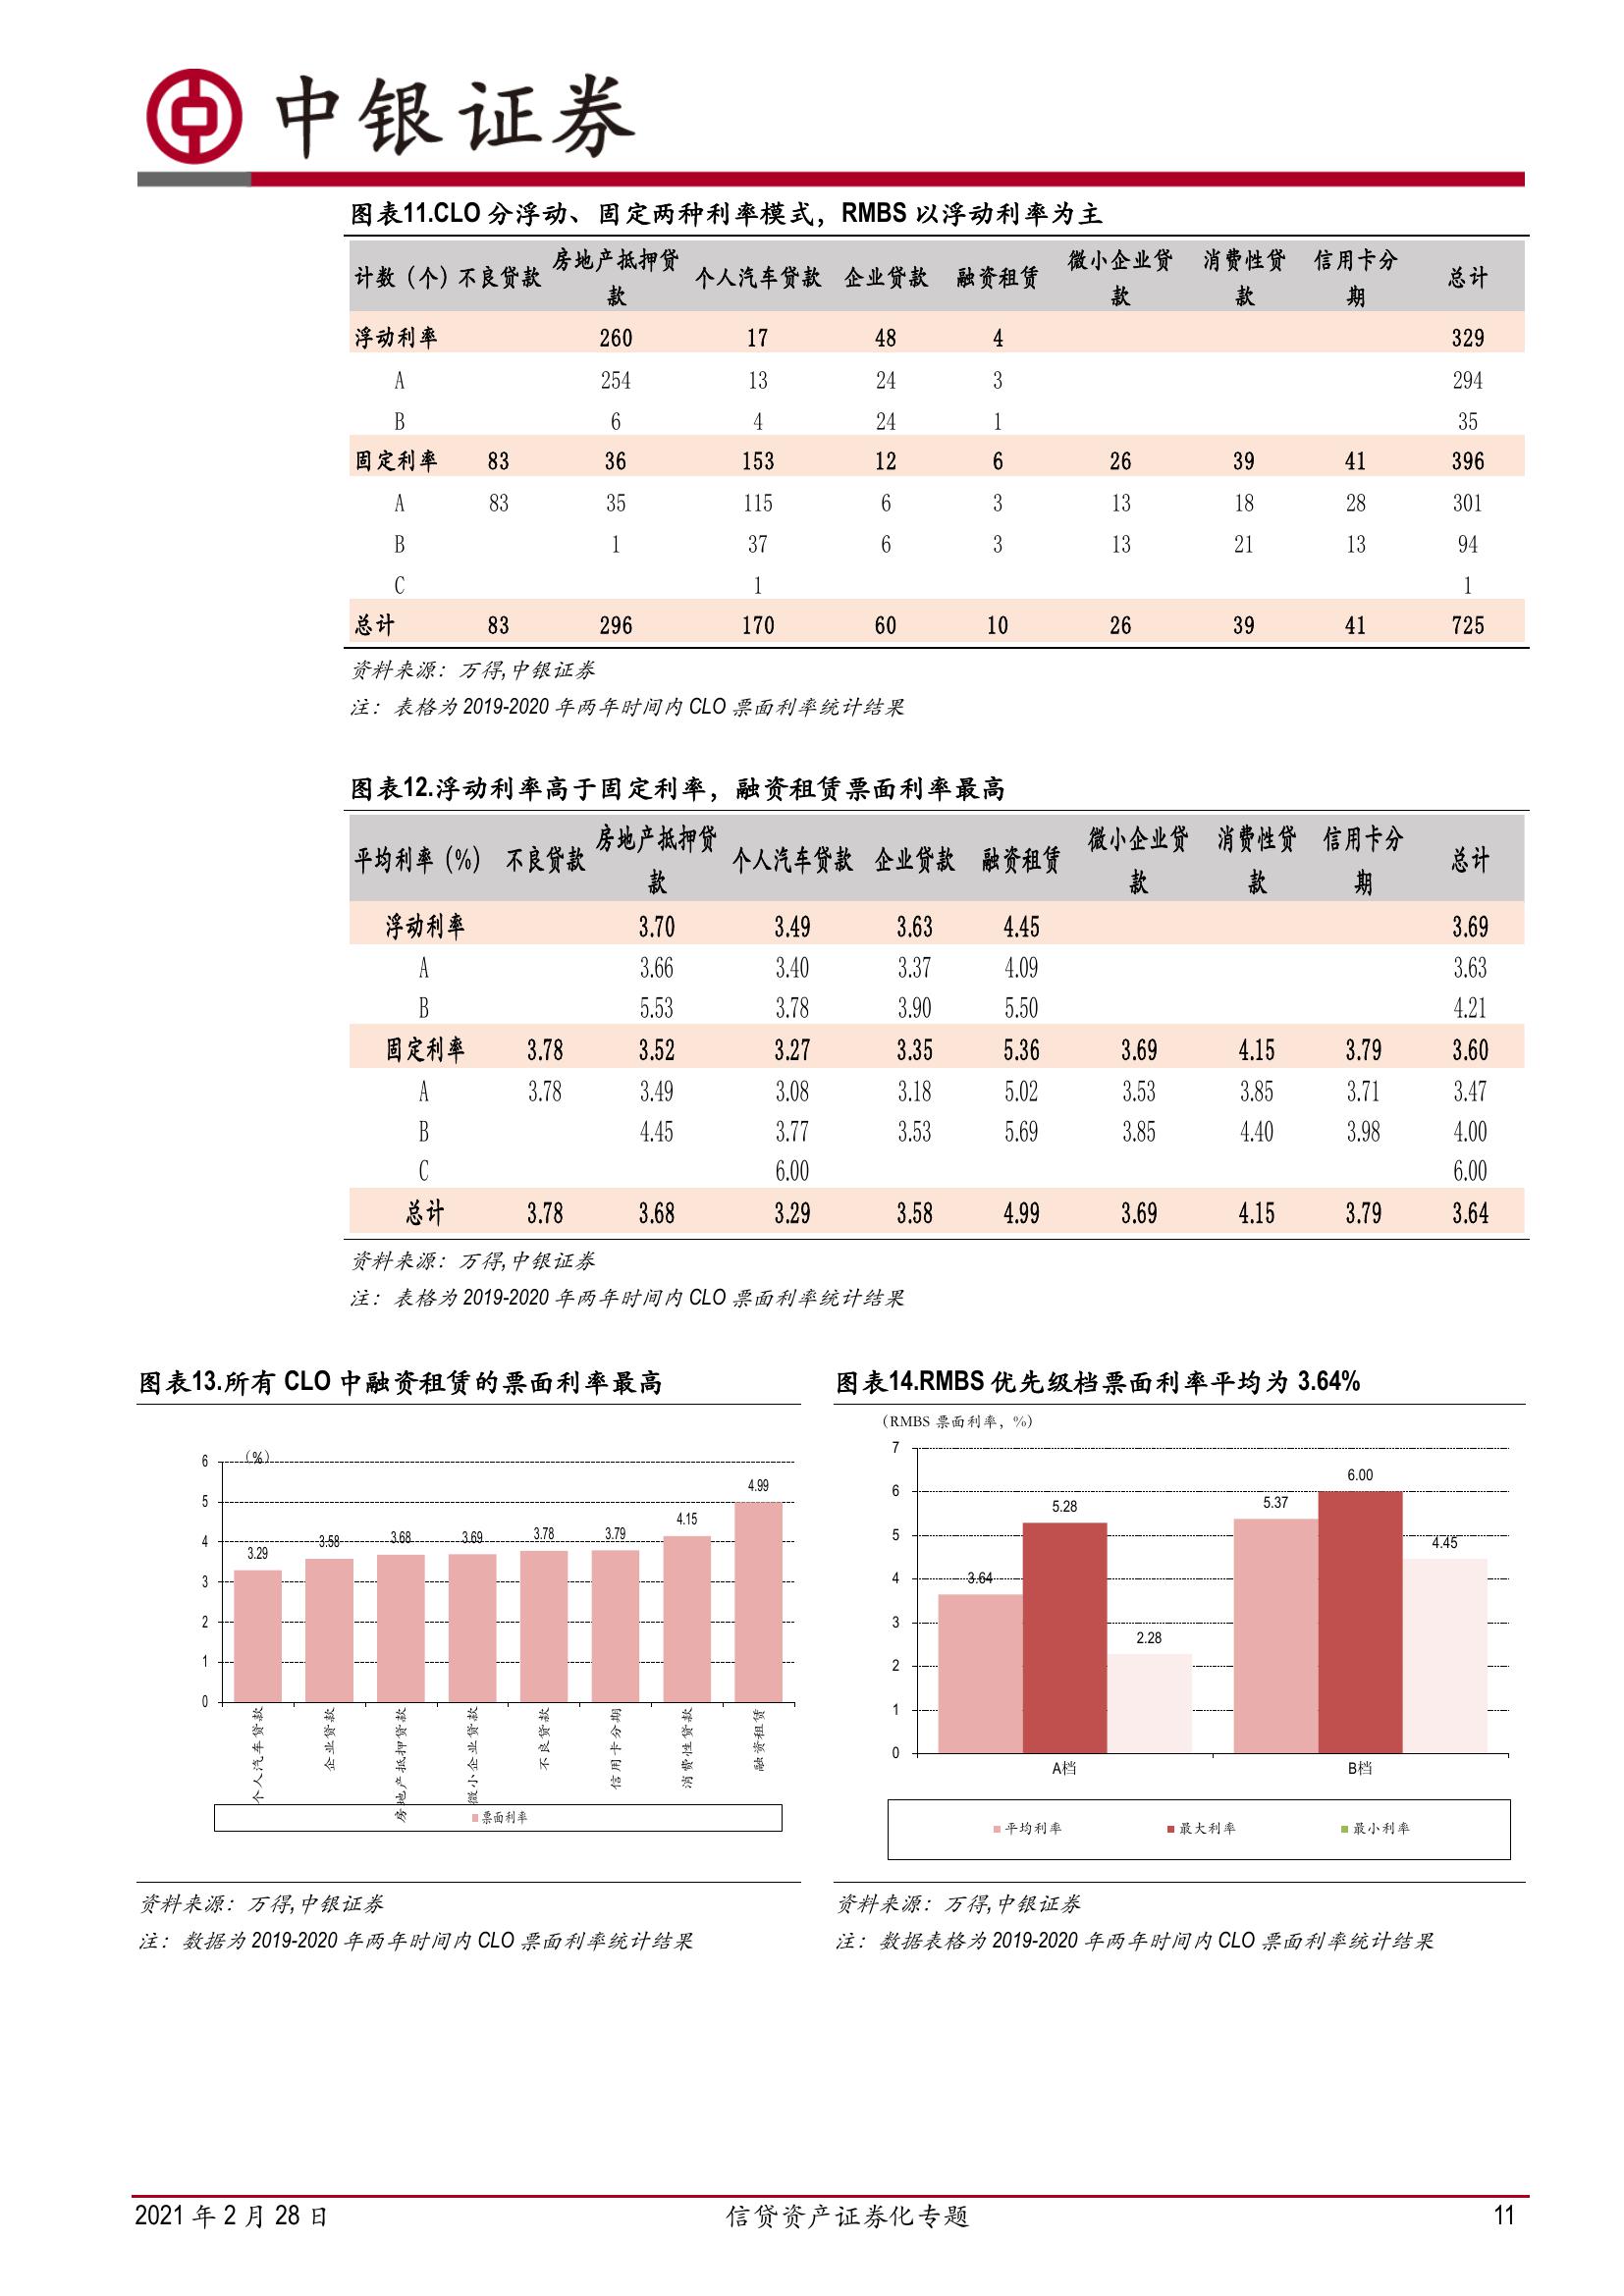 中银证券
图表11.CLO 分浮动、固定两种利率模式，RMBS 以浮动利率为主
计数（个） 不良贷款 房地产抵押贷款 个人汽车贷款 企业贷款 融资租赁 微小企业贷款 消费性贷款 信用卡分期 总计
浮动利率 260 17 48 4 329
A 254 13 24 3 294
B 6 4 24 1 35
固定利率 83 36 153 12 6 26 39 41 396
A 83 35 115 6 3 13 18 28 301
B 1 37 6 3 13 21 13 94
C 1 1
总计 83 296 170 60 10 26 39 41 725
资料来源：万得,中银证券
注：表格为 2019-2020 年两年时间内 CLO 票面利率统计结果
图表12.浮动利率高于固定利率，融资租赁票面利率最高
平均利率（%） 不良贷款 房地产抵押贷款 个人汽车贷款 企业贷款 融资租赁 微小企业贷款 消费性贷款 信用卡分期 总计
浮动利率 3.70 3.49 3.63 4.45 3.69
A 3.66 3.40 3.37 4.09 3.63
B 5.53 3.78 3.90 5.50 4.21
固定利率 3.78 3.52 3.27 3.35 5.36 3.69 4.15 3.79 3.60
A 3.78 3.49 3.08 3.18 5.02 3.53 3.85 3.71 3.47
B 4.45 3.77 3.53 5.69 3.85 4.40 3.98 4.00
C 6.00 6.00
总计 3.78 3.68 3.29 3.58 4.99 3.69 4.15 3.79 3.64
资料来源：万得,中银证券
注：表格为 2019-2020 年两年时间内 CLO 票面利率统计结果
图表13.所有 CLO 中融资租赁的票面利率最高
（%）
6
5
4
3
2
1
0
3.29 3.58 3.68 3.69 3.78 3.79 4.15 4.99
个人汽车贷款 企业贷款 房地产抵押贷款 微小企业贷款 不良贷款 信用卡分期 消费性贷款 融资租赁
票面利率
资料来源：万得,中银证券
注：数据为 2019-2020 年两年时间内 CLO 票面利率统计结果
图表14.RMBS 优先级档票面利率平均为 3.64%
（RMBS 票面利率，%）
7
6
5
4
3
2
1
0
3.64 5.28 2.28 5.37 6.00 4.45
A档 B档
平均利率 最大利率 最小利率
资料来源：万得,中银证券
注：数据表格为 2019-2020 年两年时间内 CLO 票面利率统计结果
2021 年 2 月 28 日 信贷资产证券化专题 11